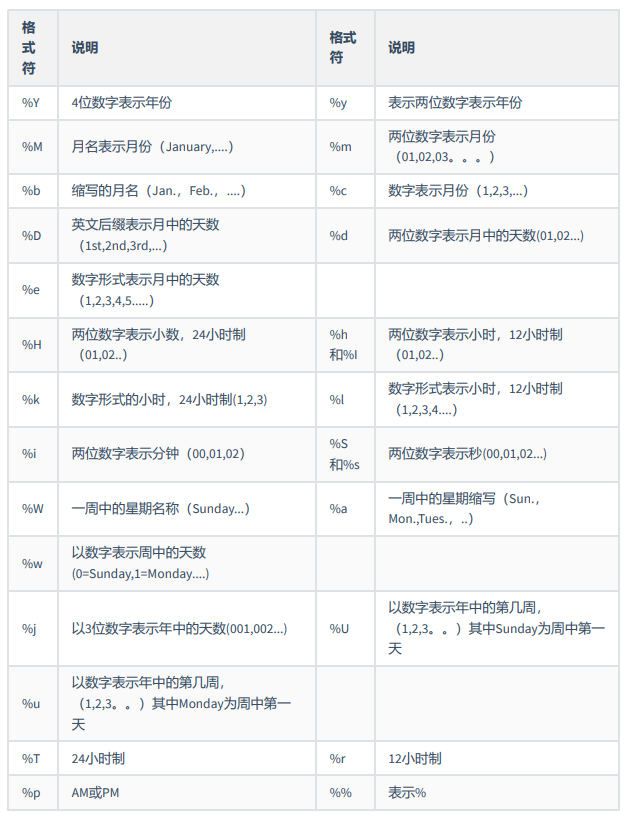 格
式
符
说明
格式
符
说明
%Y
4位数字表示年份
%y
表示两位数字表示年份
%M
月名表示月份（January,....）
%m
两位数字表示月份
（01,02,03。。。）
%b
缩写的月名（Jan.，Feb.，....）
%c
数字表示月份（1,2,3,...）
%D
英文后缀表示月中的天数
（1st,2nd,3rd,...）
%d
两位数字表示月中的天数(01,02...)
%e
数字形式表示月中的天数
（1,2,3,4,5.....）
%H
两位数字表示小数，24小时制
（01,02..）
%h
和%I
两位数字表示小时，12小时制
（01,02..）
%k
数字形式的小时，24小时制(1,2,3)
%l
数字形式表示小时，12小时制
（1,2,3,4....）
%i
两位数字表示分钟（00,01,02）
%S
和%s
两位数字表示秒(00,01,02...)
%W
一周中的星期名称（Sunday...）
%a
一周中的星期缩写（Sun.，
Mon.,Tues.，..）
%w
以数字表示周中的天数
(0=Sunday,1=Monday....)
%j
以3位数字表示年中的天数(001,002...)
%U
以数字表示年中的第几周，
（1,2,3。。）其中Sunday为周中第一
天
%u
以数字表示年中的第几周，
（1,2,3。。）其中Monday为周中第一
天
%T
24小时制
%r
12小时制
%p
AM或PM
%%
表示%